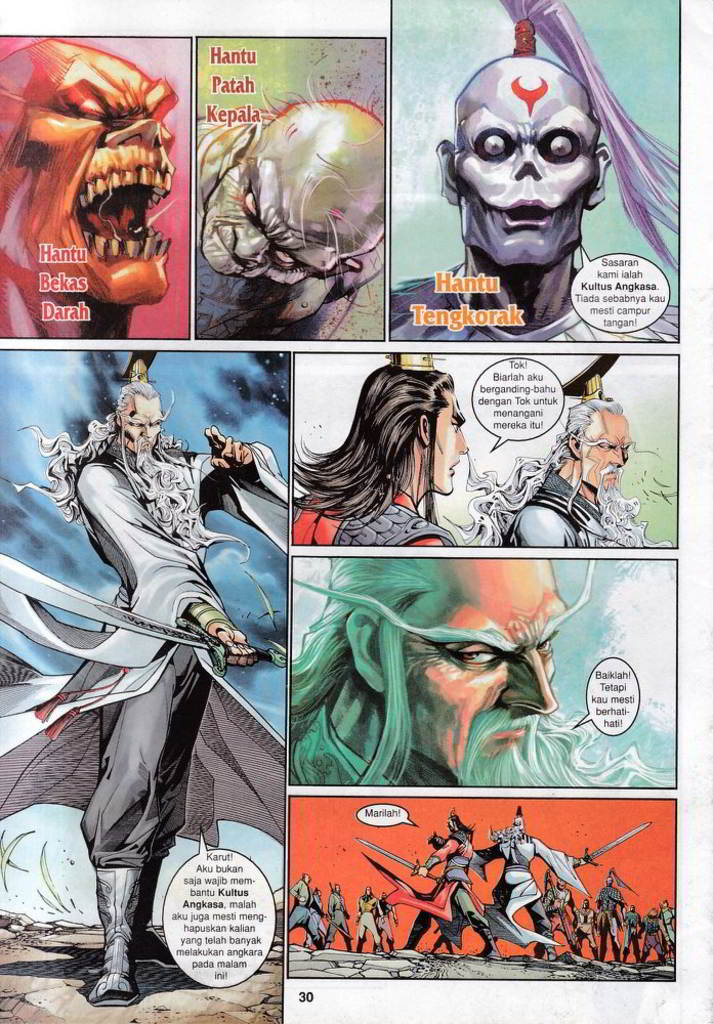 Hantu
Bekas
Darah
Hantu
Patah
Kepala
Hantu
Tengkorak
Sasaran
kami ialah
Kultus Angkasa.
Tiada sebabnya kau
mesti campur
tangan!
Karut!
Aku bukan
saja wajib mem-
bantu Kultus
Angkasa, malah
aku juga mesti meng-
hapuskan kalian
yang telah banyak
melakukan angkara
pada malam
ini!
Tok!
Biarlah aku
berganding-bahu
dengan Tok untuk
menangani
mereka itu!
Baiklah!
Tetapi
kau mesti
berhati-
hati!
Marilah!
30